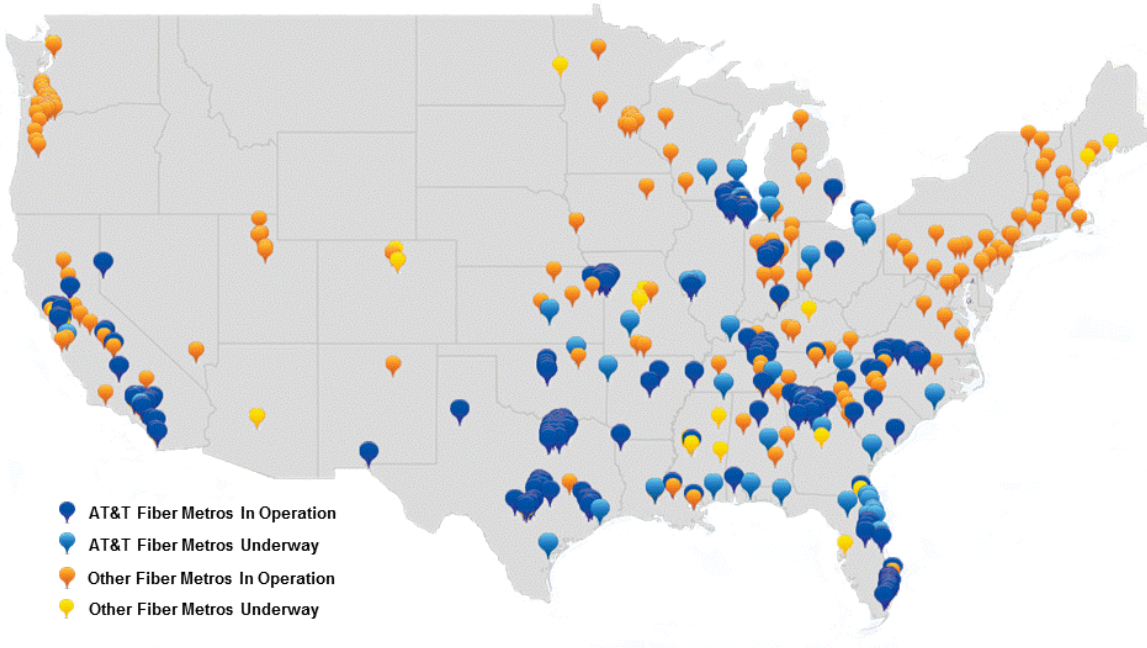 AT&T Fiber Metros In Operation
AT&T Fiber Metros Underway
Other Fiber Metros In Operation
Other Fiber Metros Underway